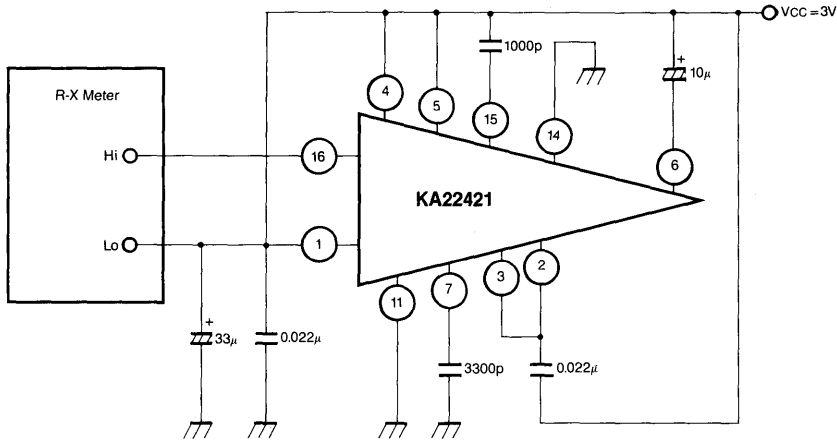 VCC=3V
1000p
10μ
R-X Meter
4
5
15
14
Hi
16
6
KA22421
Lo
1
3
2
11
7
33μ
0.022μ
3300p
0.022μ